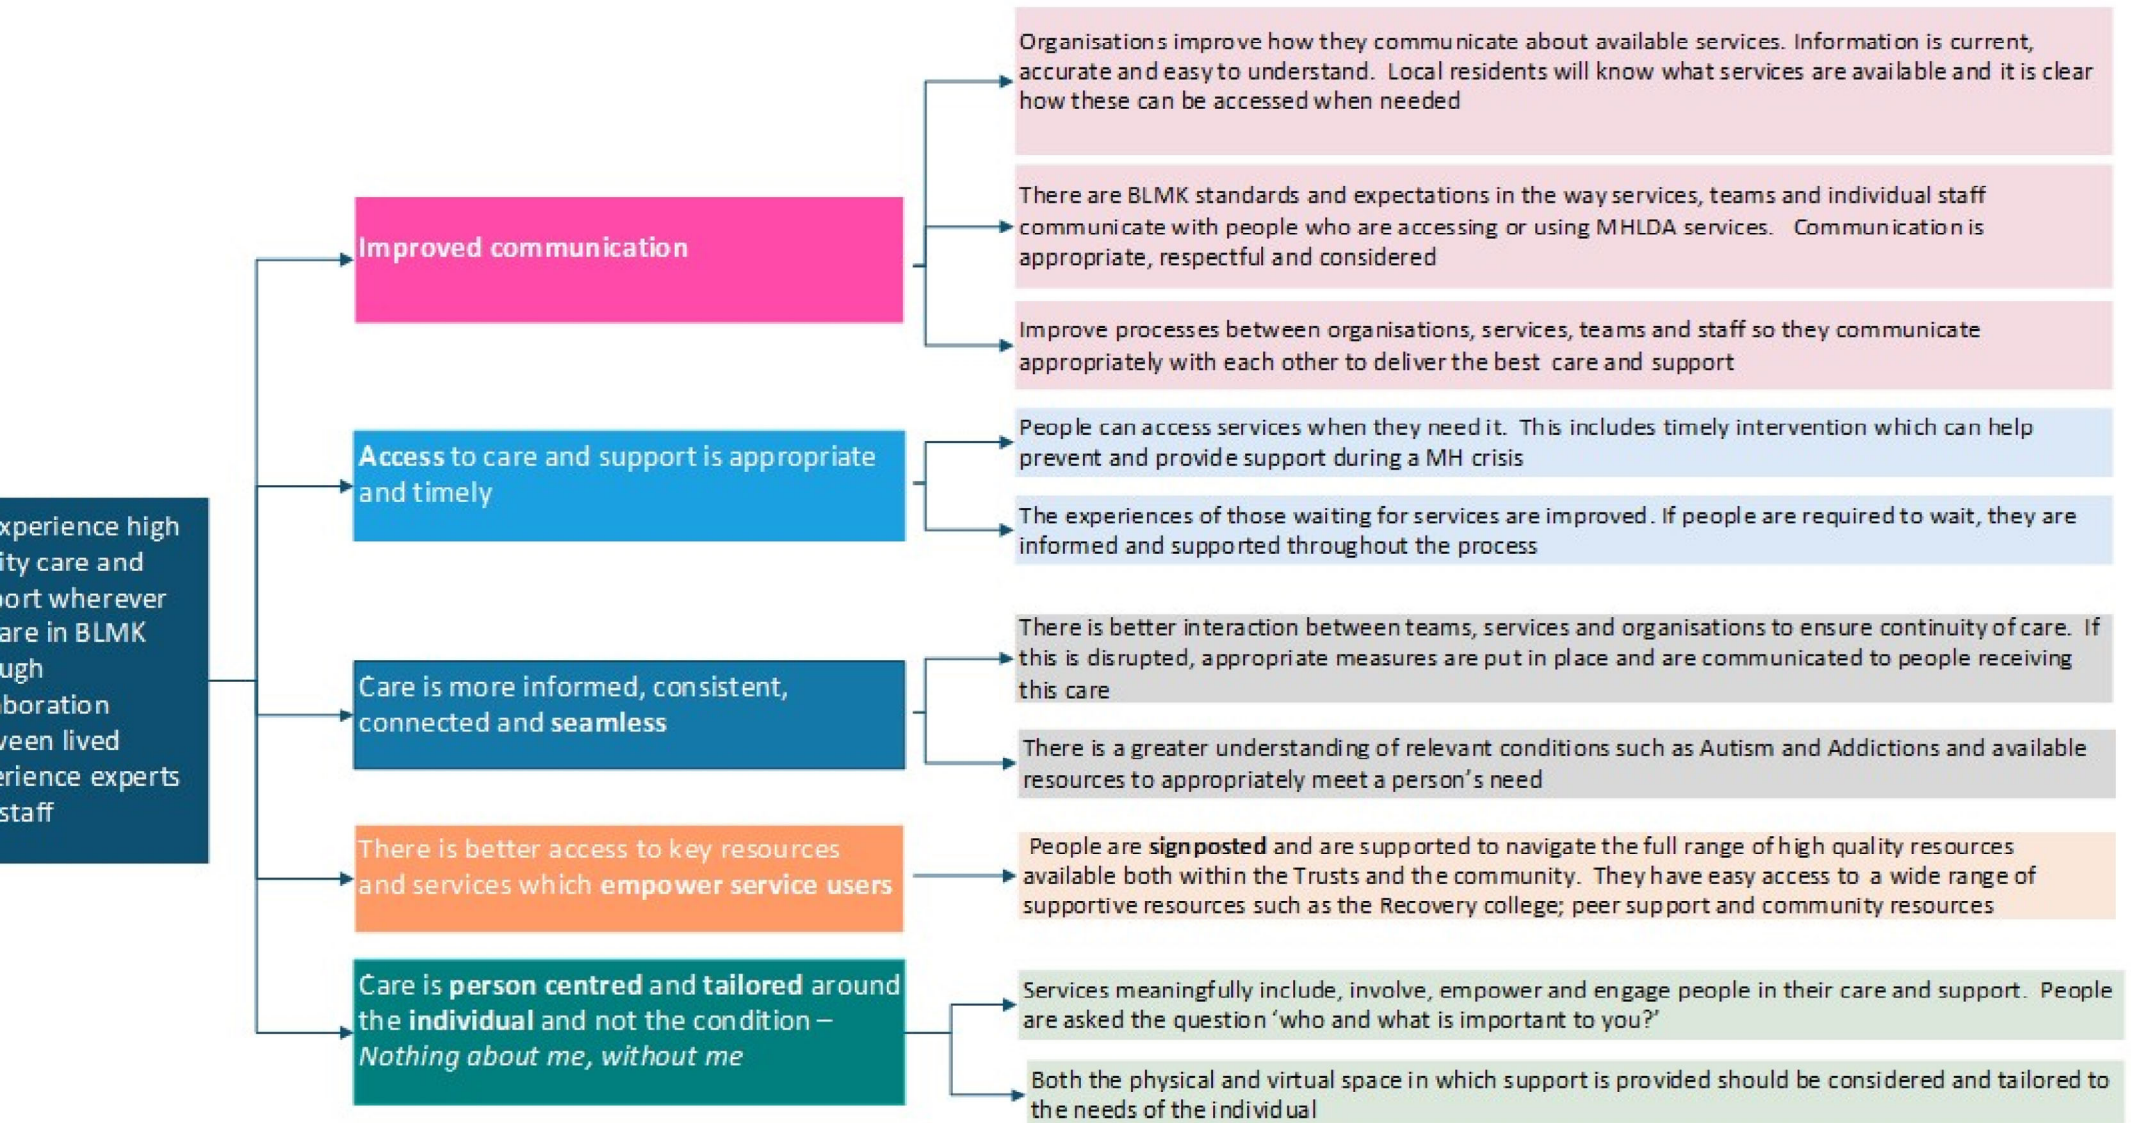 xperience high
ity care and
ort wherever
are in BLMK
ugh
boration
een lived
erience experts
staff
Improved communication
Organisations improve how they communicate about available services. Information is current,
accurate and easy to understand. Local residents will know what services are available and it is clear
how these can be accessed when needed
There are BLMK standards and expectations in the way services, teams and individual staff
communicate with people who are accessing or using MHLDA services. Communication is
appropriate, respectful and considered
Improve processes between organisations, services, teams and staff so they communicate
appropriately with each other to deliver the best care and support
Access to care and support is appropriate
and timely
People can access services when they need it. This includes timely intervention which can help
prevent and provide support during a MH crisis
The experiences of those waiting for services are improved. If people are required to wait, they are
informed and supported throughout the process
Care is more informed, consistent,
connected and seamless
There is better interaction between teams, services and organisations to ensure continuity of care. If
this is disrupted, appropriate measures are put in place and are communicated to people receiving
this care
There is a greater understanding of relevant conditions such as Autism and Addictions and available
resources to appropriately meet a person's need
There is better access to key resources
and services which empower service users
People are signposted and are supported to navigate the full range of high quality resources
available both within the Trusts and the community. They have easy access to a wide range of
supportive resources such as the Recovery college; peer support and community resources
Care is person centred and tailored around
the individual and not the condition –
Nothing about me, without me
Services meaningfully include, involve, empower and engage people in their care and support. People
are asked the question 'who and what is important to you?'
Both the physical and virtual space in which support is provided should be considered and tailored to
the needs of the individual